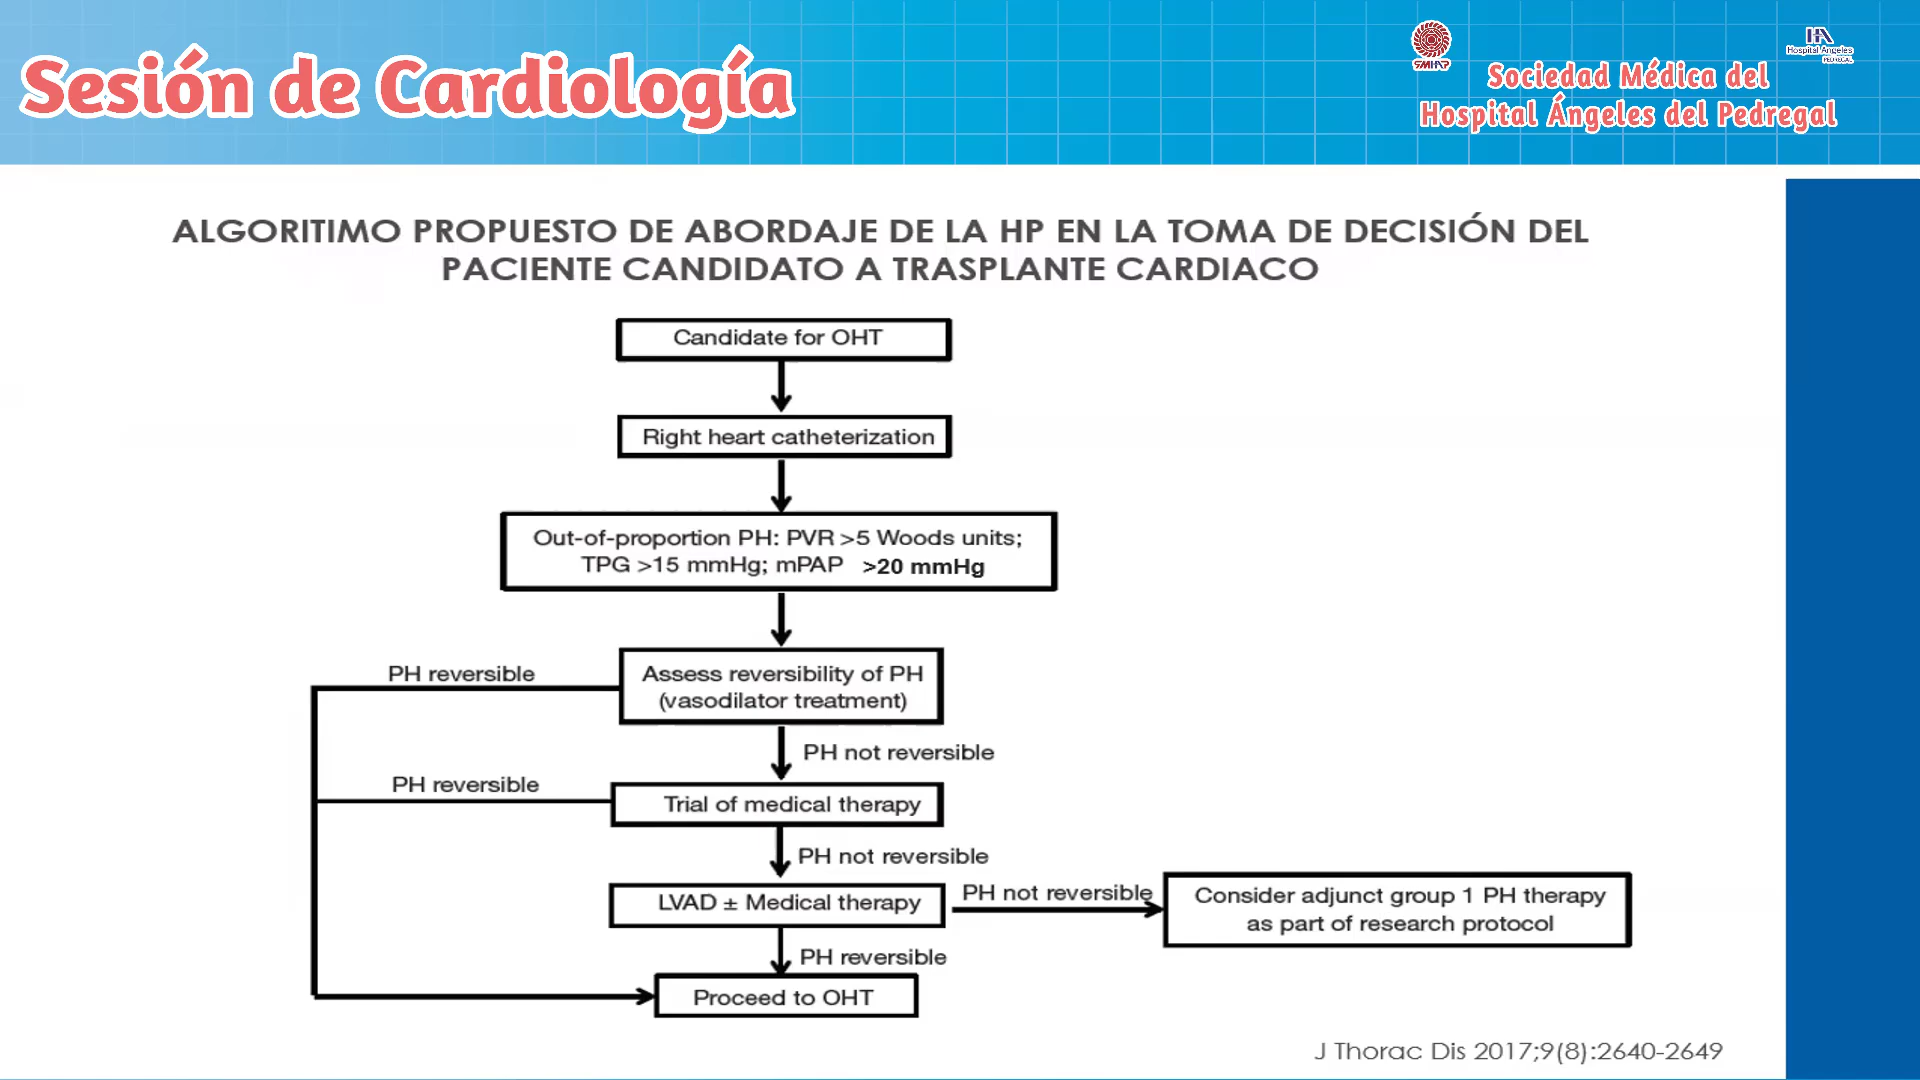 Sesión de Cardiología
SMHAP
HA
Hospital Angeles
PEDREGAL
Sociedad Médica del
Hospital Ángeles del Pedregal
ALGORITIMO PROPUESTO DE ABORDAJE DE LA HP EN LA TOMA DE DECISIÓN DEL
PACIENTE CANDIDATO A TRASPLANTE CARDIACO
Candidate for OHT
Right heart catheterization
Out-of-proportion PH: PVR >5 Woods units;
TPG >15 mmHg; mPAP >20 mmHg
PH reversible
Assess reversibility of PH
(vasodilator treatment)
PH not reversible
PH reversible
Trial of medical therapy
PH not reversible
LVAD ± Medical therapy
PH not reversible
Consider adjunct group 1 PH therapy
as part of research protocol
PH reversible
Proceed to OHT
J Thorac Dis 2017;9(8):2640-2649